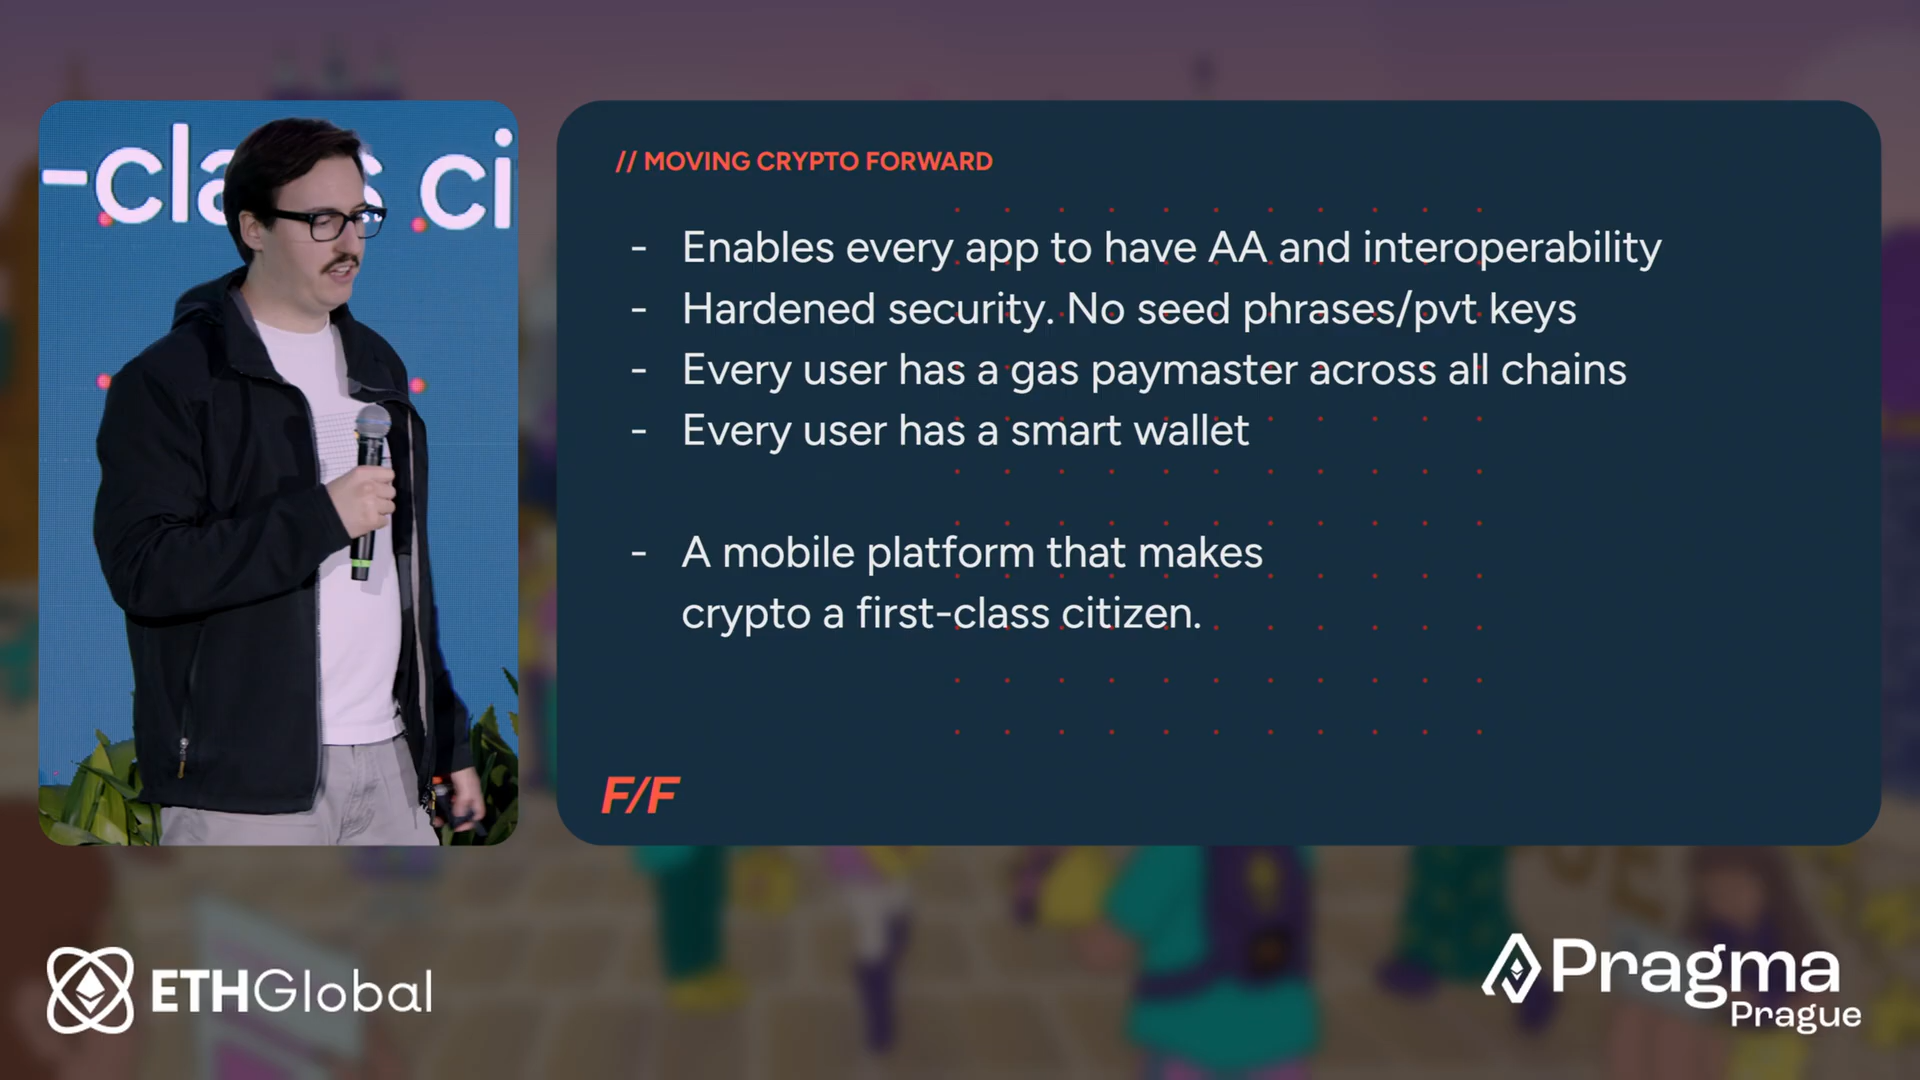 -class ci
// MOVING CRYPTO FORWARD
- Enables every app to have AA and interoperability
- Hardened security. No seed phrases/pvt keys
- Every user has a gas paymaster across all chains
- Every user has a smart wallet
- A mobile platform that makes
crypto a first-class citizen.
F/F
ETHGlobal
Pragma
Prague